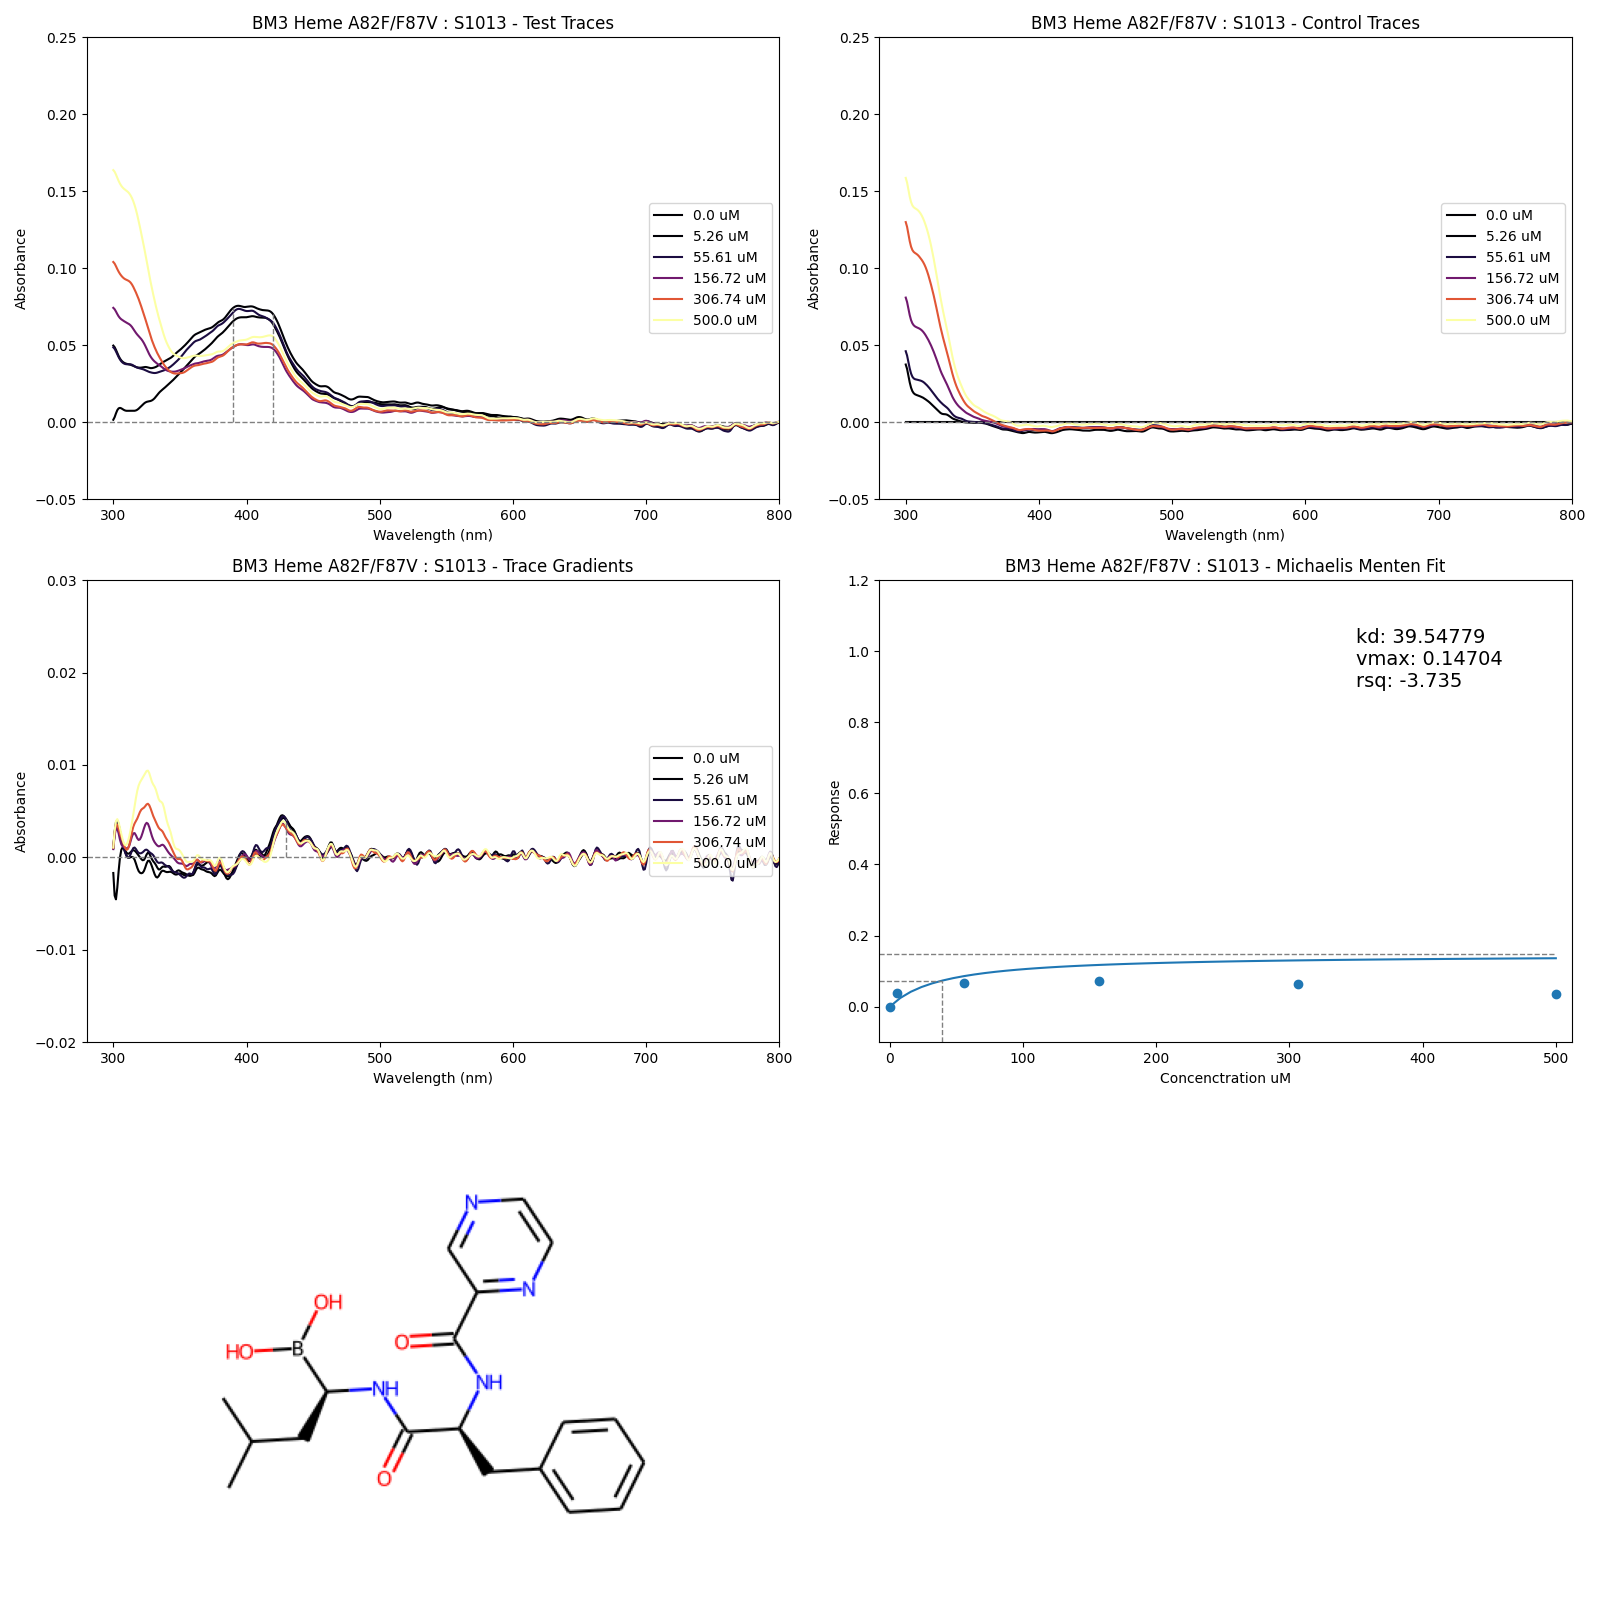 BM3 Heme A82F/F87V : S1013 - Test Traces
0.25
0.20
0.15
0.10
0.05
0.00
−0.05
Absorbance
300 400 500 600 700 800
Wavelength (nm)
0.0 uM
5.26 uM
55.61 uM
156.72 uM
306.74 uM
500.0 uM
BM3 Heme A82F/F87V : S1013 - Control Traces
0.25
0.20
0.15
0.10
0.05
0.00
−0.05
Absorbance
300 400 500 600 700 800
Wavelength (nm)
0.0 uM
5.26 uM
55.61 uM
156.72 uM
306.74 uM
500.0 uM
BM3 Heme A82F/F87V : S1013 - Trace Gradients
0.03
0.02
0.01
0.00
−0.01
−0.02
Absorbance
300 400 500 600 700 800
Wavelength (nm)
0.0 uM
5.26 uM
55.61 uM
156.72 uM
306.74 uM
500.0 uM
BM3 Heme A82F/F87V : S1013 - Michaelis Menten Fit
1.2
1.0
0.8
0.6
0.4
0.2
0.0
Response
kd: 39.54779
vmax: 0.14704
rsq: -3.735
0 100 200 300 400 500
Concenctration uM
N
N
OH
HO B
O
NH
NH
O